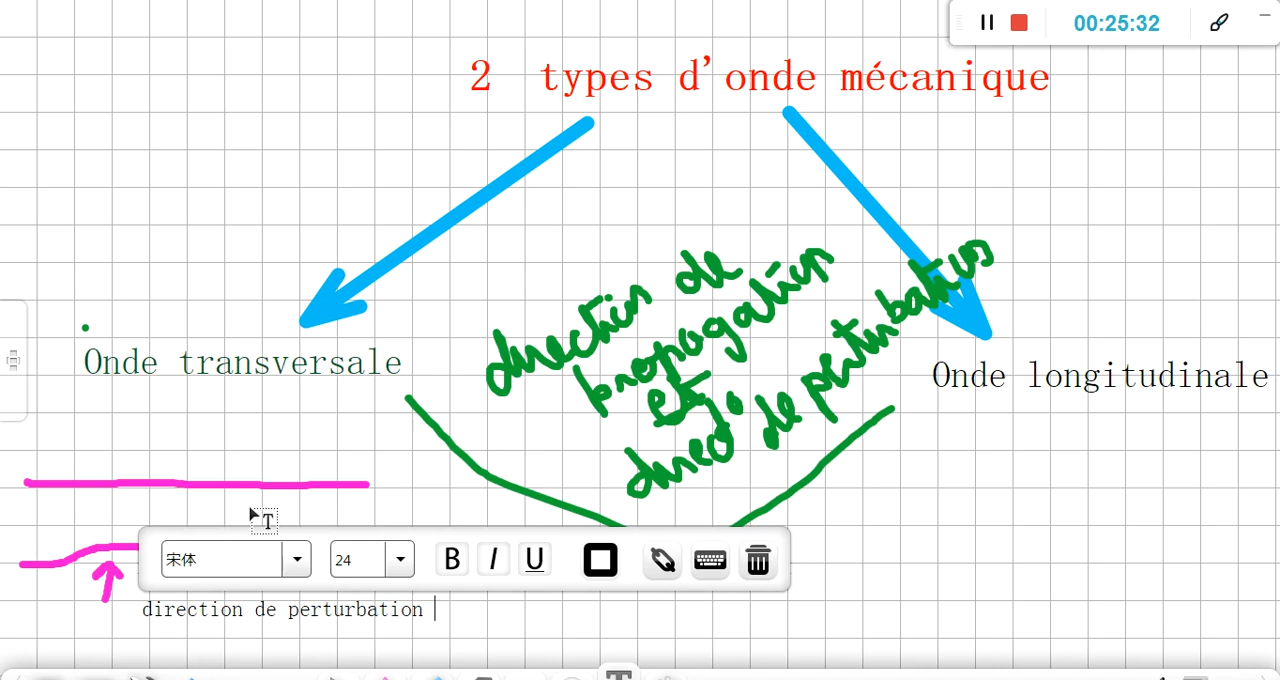 00:25:32
2 types d'onde mécanique
direction de
propagation
et
direc° de perturbation
Onde transversale
Onde longitudinale
宋体
24
B I U
T
direction de perturbation